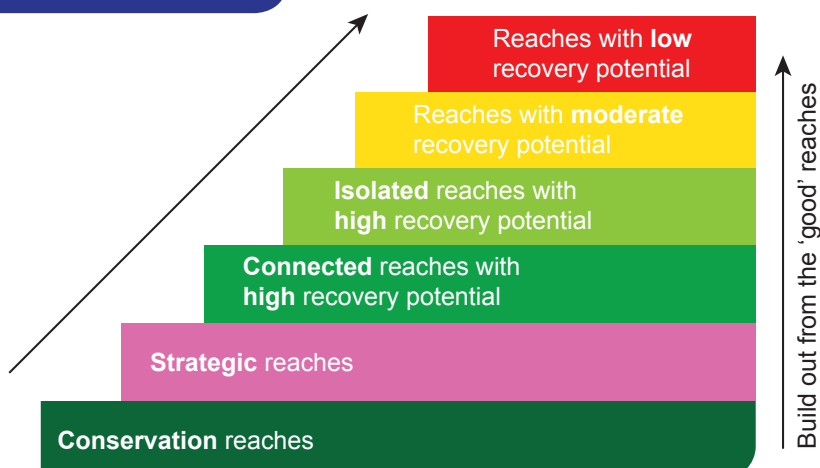 Reaches with low
recovery potential
Reaches with moderate
recovery potential
Isolated reaches with
high recovery potential
Connected reaches with
high recovery potential
Strategic reaches
Conservation reaches
Build out from the ‘good’ reaches